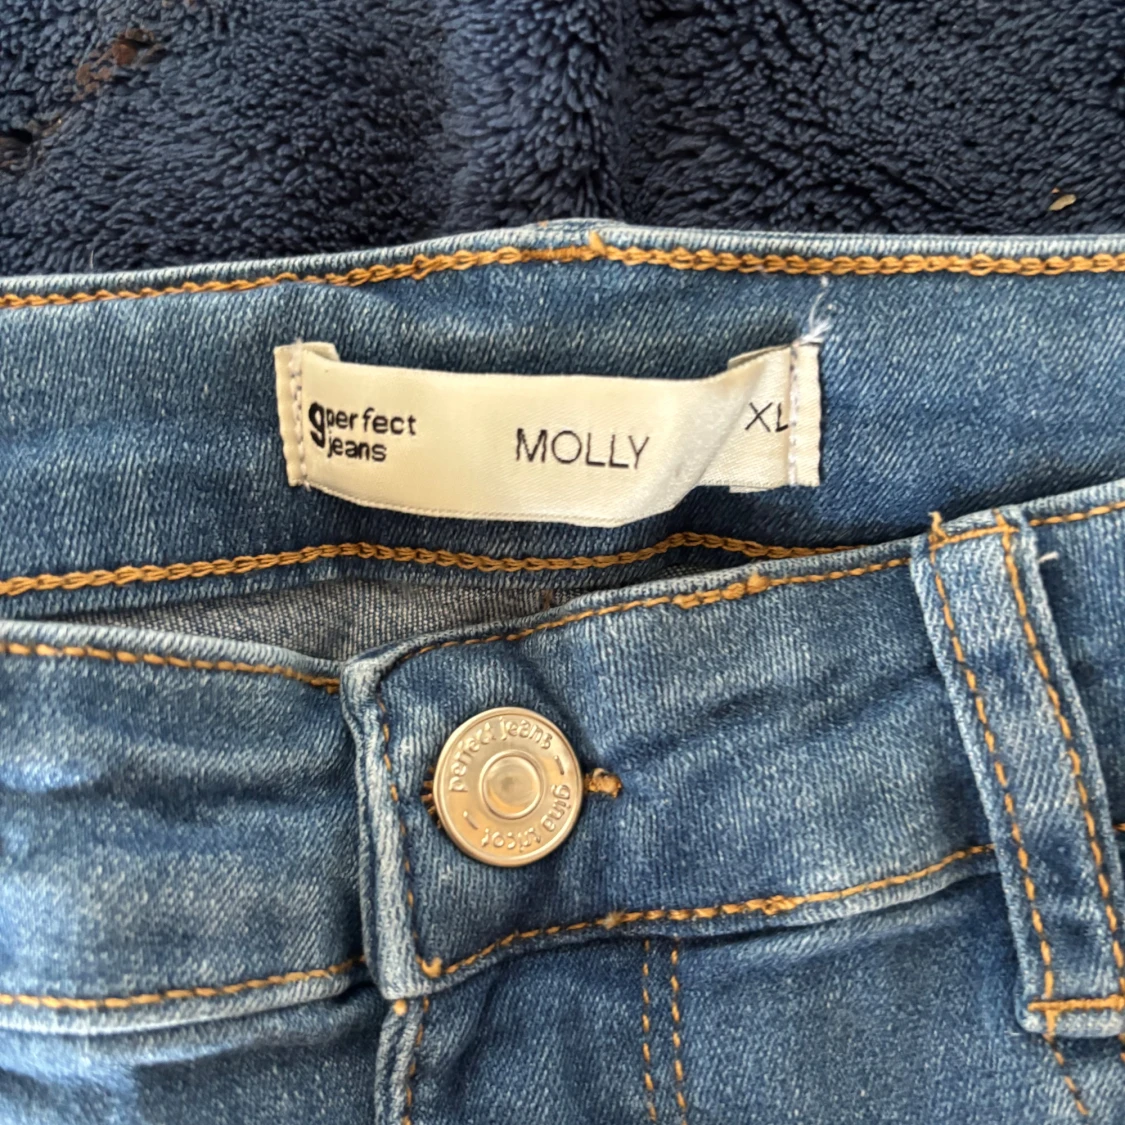 g perfect
jeans
MOLLY
XL
perfect jeans – gina tricot –